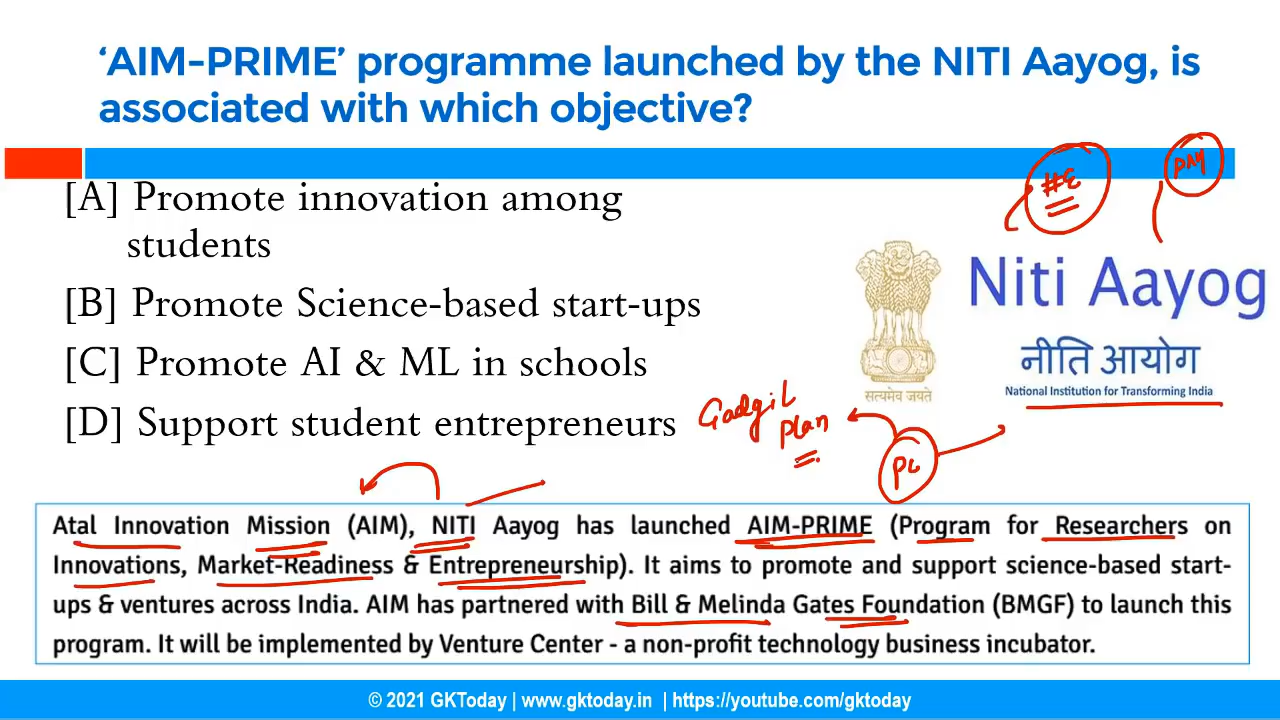 ‘AIM-PRIME’ programme launched by the NITI Aayog, is
associated with which objective?
[A] Promote innovation among
students
[B] Promote Science-based start-ups
[C] Promote AI & ML in schools
[D] Support student entrepreneurs
Niti Aayog
नीति आयोग
National Institution for Transforming India
सत्यमेव जयते
Gadgil
plan
PC
Atal Innovation Mission (AIM), NITI Aayog has launched AIM-PRIME (Program for Researchers on
Innovations, Market-Readiness & Entrepreneurship). It aims to promote and support science-based start-
ups & ventures across India. AIM has partnered with Bill & Melinda Gates Foundation (BMGF) to launch this
program. It will be implemented by Venture Center - a non-profit technology business incubator.
© 2021 GKToday | www.gktoday.in | https://youtube.com/gktoday